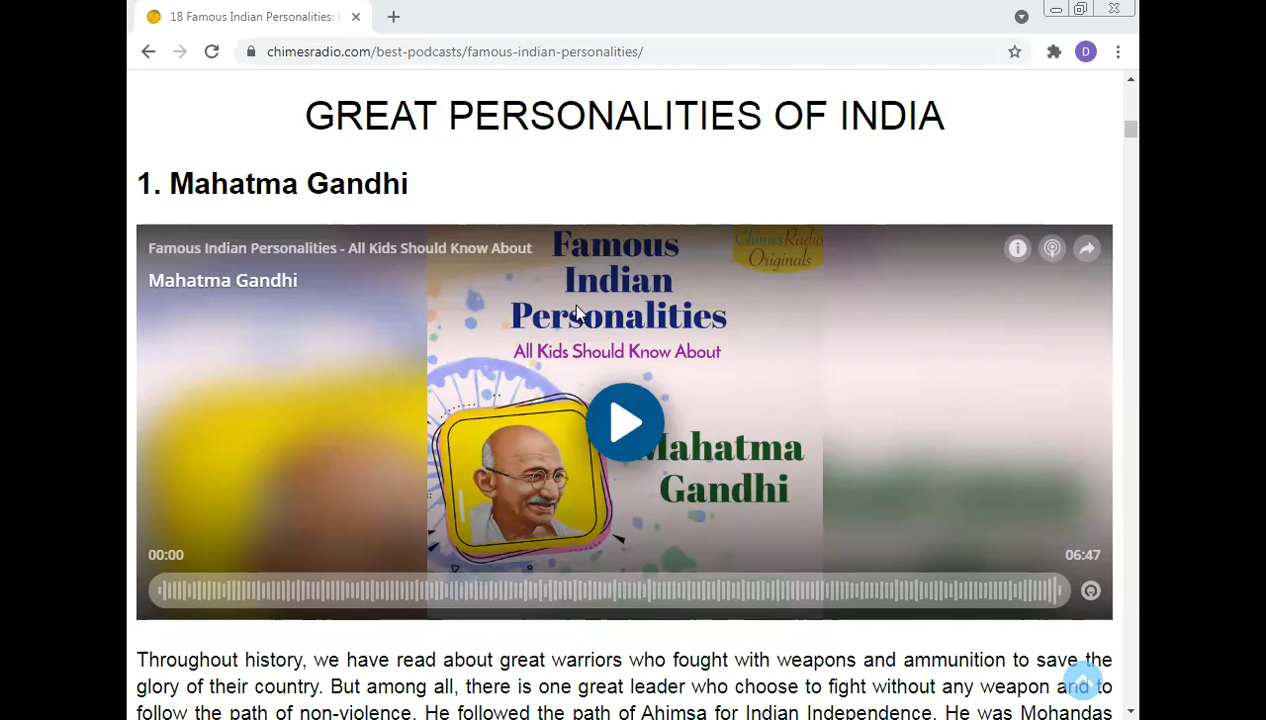 18 Famous Indian Personalities:
chimesradio.com/best-podcasts/famous-indian-personalities/
D
GREAT PERSONALITIES OF INDIA
1. Mahatma Gandhi
Famous Indian Personalities - All Kids Should Know About
Mahatma Gandhi
Famous
Indian
Personalities
All Kids Should Know About
ChimesRadio
Originals
Mahatma
Gandhi
00:00
06:47
Throughout history, we have read about great warriors who fought with weapons and ammunition to save the
glory of their country. But among all, there is one great leader who choose to fight without any weapon and to
follow the path of non-violence. He followed the path of Ahimsa for Indian Independence. He was Mohandas